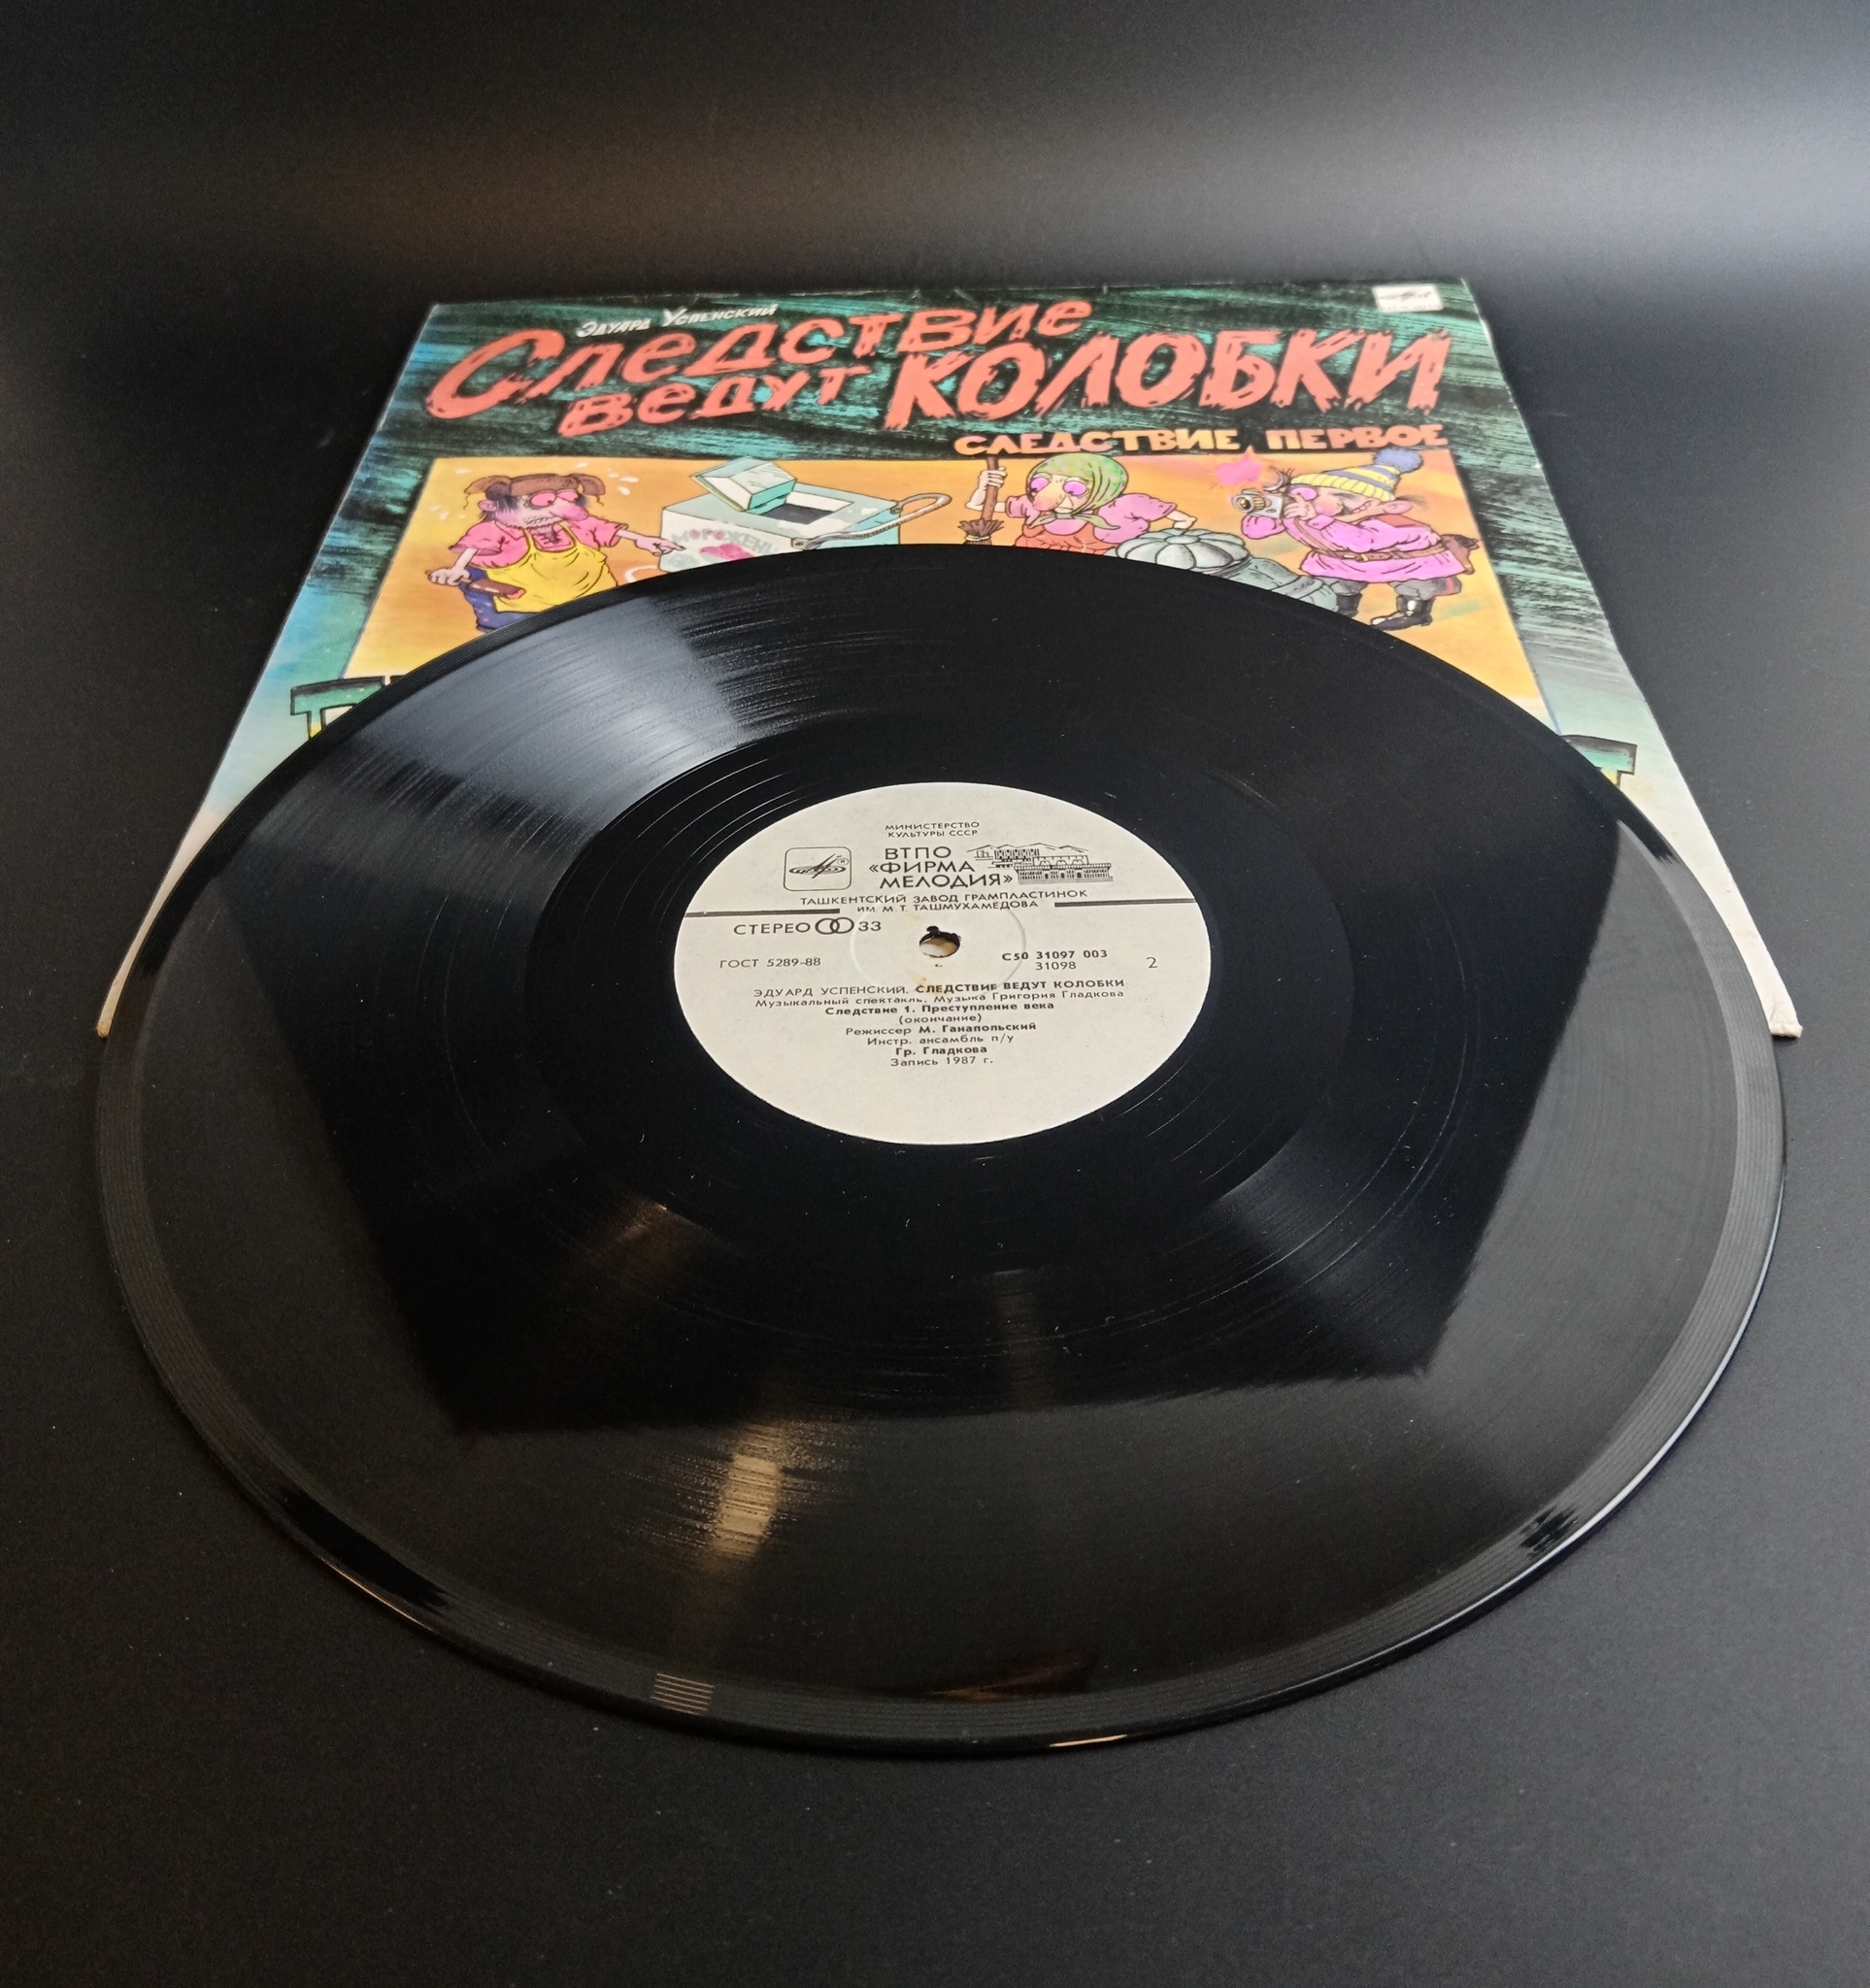 Эдуард Успенский
Следствие
ведут КОЛОБКИ
СЛЕДСТВИЕ ПЕРВОЕ
МОРОЖЕН
МИНИСТЕРСТВО
КУЛЬТУРЫ СССР
ВТПО
«ФИРМА
МЕЛОДИЯ»
ТАШКЕНТСКИЙ ЗАВОД ГРАМПЛАСТИНОК
ИМ. М. Т. ТАШМУХАМЕДОВА
СТЕРЕО 33
ГОСТ 5289-88
С50 31097 003
31098
2
ЭДУАРД УСПЕНСКИЙ. СЛЕДСТВИЕ ВЕДУТ КОЛОБКИ
Музыкальный спектакль. Музыка Григория Гладкова
Следствие 1. Преступление века
(окончание)
Режиссер М. Ганапольский
Инстр. ансамбль п/у
Гр. Гладкова
Запись 1987 г.